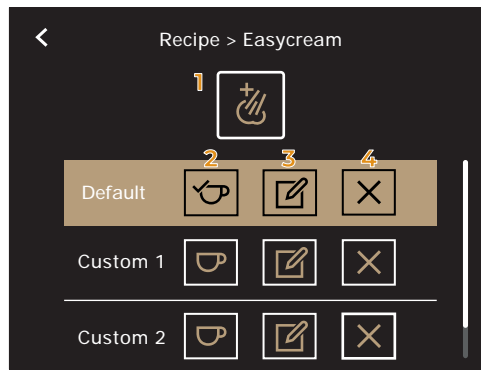 Recipe > Easycream
1
2 3 4
Default
Custom 1
Custom 2